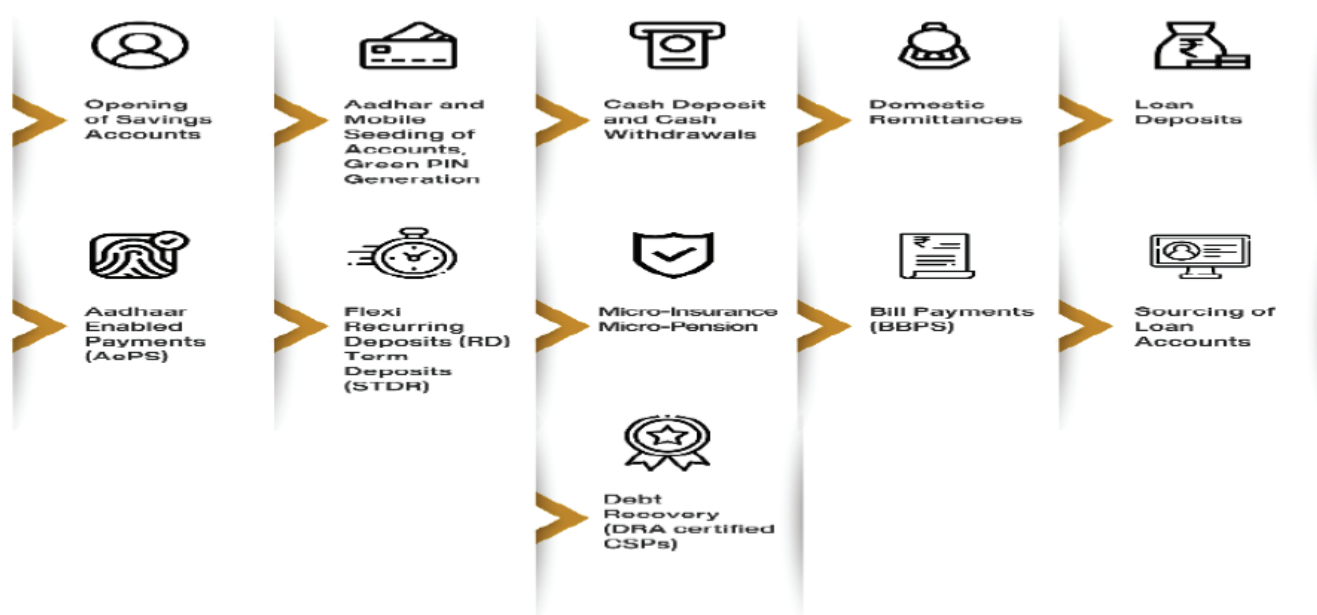 Opening
of Savings
Accounts
Aadhar and
Mobile
Seeding of
Accounts,
Green PIN
Generation
Cash Deposit
and Cash
Withdrawals
Domestic
Remittances
Loan
Deposits
Aadhaar
Enabled
Payments
(AePS)
Flexi
Recurring
Deposits (RD)
Term
Deposits
(STDR)
Micro-Insurance
Micro-Pension
Bill Payments
(BBPS)
Sourcing of
Loan
Accounts
Debt
Recovery
(DRA certified
CSPs)